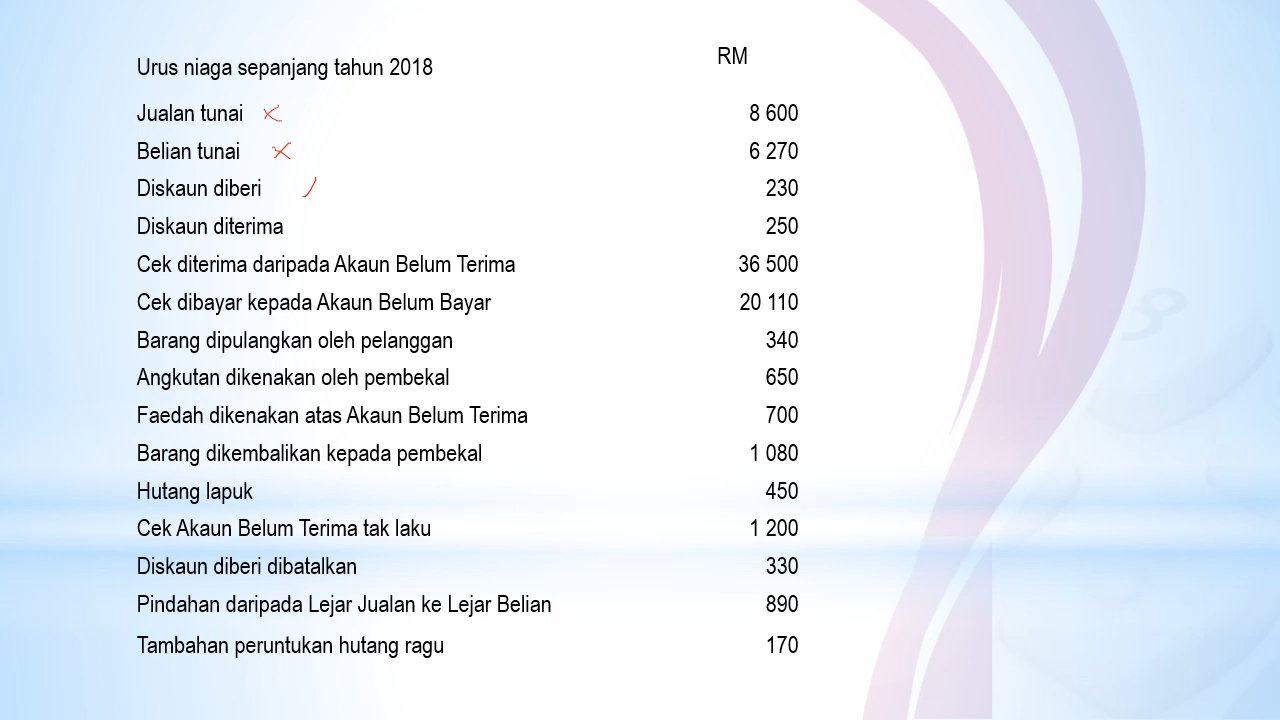 Urus niaga sepanjang tahun 2018 RM
Jualan tunai 8 600
Belian tunai 6 270
Diskaun diberi 230
Diskaun diterima 250
Cek diterima daripada Akaun Belum Terima 36 500
Cek dibayar kepada Akaun Belum Bayar 20 110
Barang dipulangkan oleh pelanggan 340
Angkutan dikenakan oleh pembekal 650
Faedah dikenakan atas Akaun Belum Terima 700
Barang dikembalikan kepada pembekal 1 080
Hutang lapuk 450
Cek Akaun Belum Terima tak laku 1 200
Diskaun diberi dibatalkan 330
Pindahan daripada Lejar Jualan ke Lejar Belian 890
Tambahan peruntukan hutang ragu 170